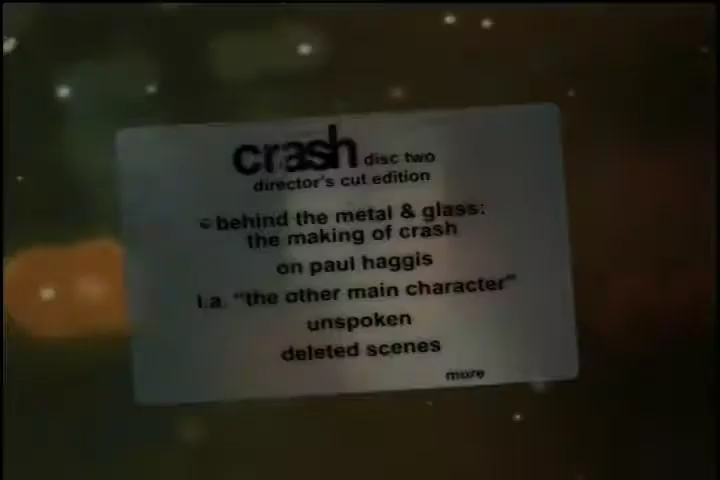 crash disc two
director's cut edition
behind the metal & glass:
the making of crash
on paul haggis
l.a. "the other main character"
unspoken
deleted scenes
more